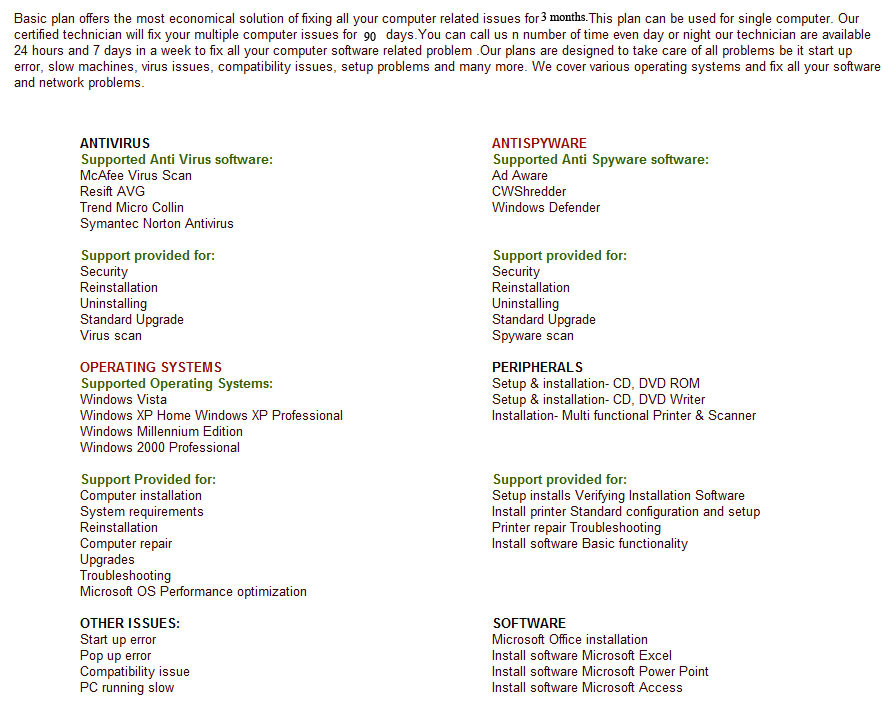 Basic plan offers the most economical solution of fixing all your computer related issues for 3 months.This plan can be used for single computer. Our
certified technician will fix your multiple computer issues for 90 days.You can call us n number of time even day or night our technician are available
24 hours and 7 days in a week to fix all your computer software related problem .Our plans are designed to take care of all problems be it start up
error, slow machines, virus issues, compatibility issues, setup problems and many more. We cover various operating systems and fix all your software
and network problems.
ANTIVIRUS
Supported Anti Virus software:
McAfee Virus Scan
Resift AVG
Trend Micro Collin
Symantec Norton Antivirus
Support provided for:
Security
Reinstallation
Uninstalling
Standard Upgrade
Virus scan
ANTISPYWARE
Supported Anti Spyware software:
Ad Aware
CWShredder
Windows Defender
Support provided for:
Security
Reinstallation
Uninstalling
Standard Upgrade
Spyware scan
OPERATING SYSTEMS
Supported Operating Systems:
Windows Vista
Windows XP Home Windows XP Professional
Windows Millennium Edition
Windows 2000 Professional
Support Provided for:
Computer installation
System requirements
Reinstallation
Computer repair
Upgrades
Troubleshooting
Microsoft OS Performance optimization
PERIPHERALS
Setup & installation- CD, DVD ROM
Setup & installation- CD, DVD Writer
Installation- Multi functional Printer & Scanner
Support provided for:
Setup installs Verifying Installation Software
Install printer Standard configuration and setup
Printer repair Troubleshooting
Install software Basic functionality
OTHER ISSUES:
Start up error
Pop up error
Compatibility issue
PC running slow
SOFTWARE
Microsoft Office installation
Install software Microsoft Excel
Install software Microsoft Power Point
Install software Microsoft Access